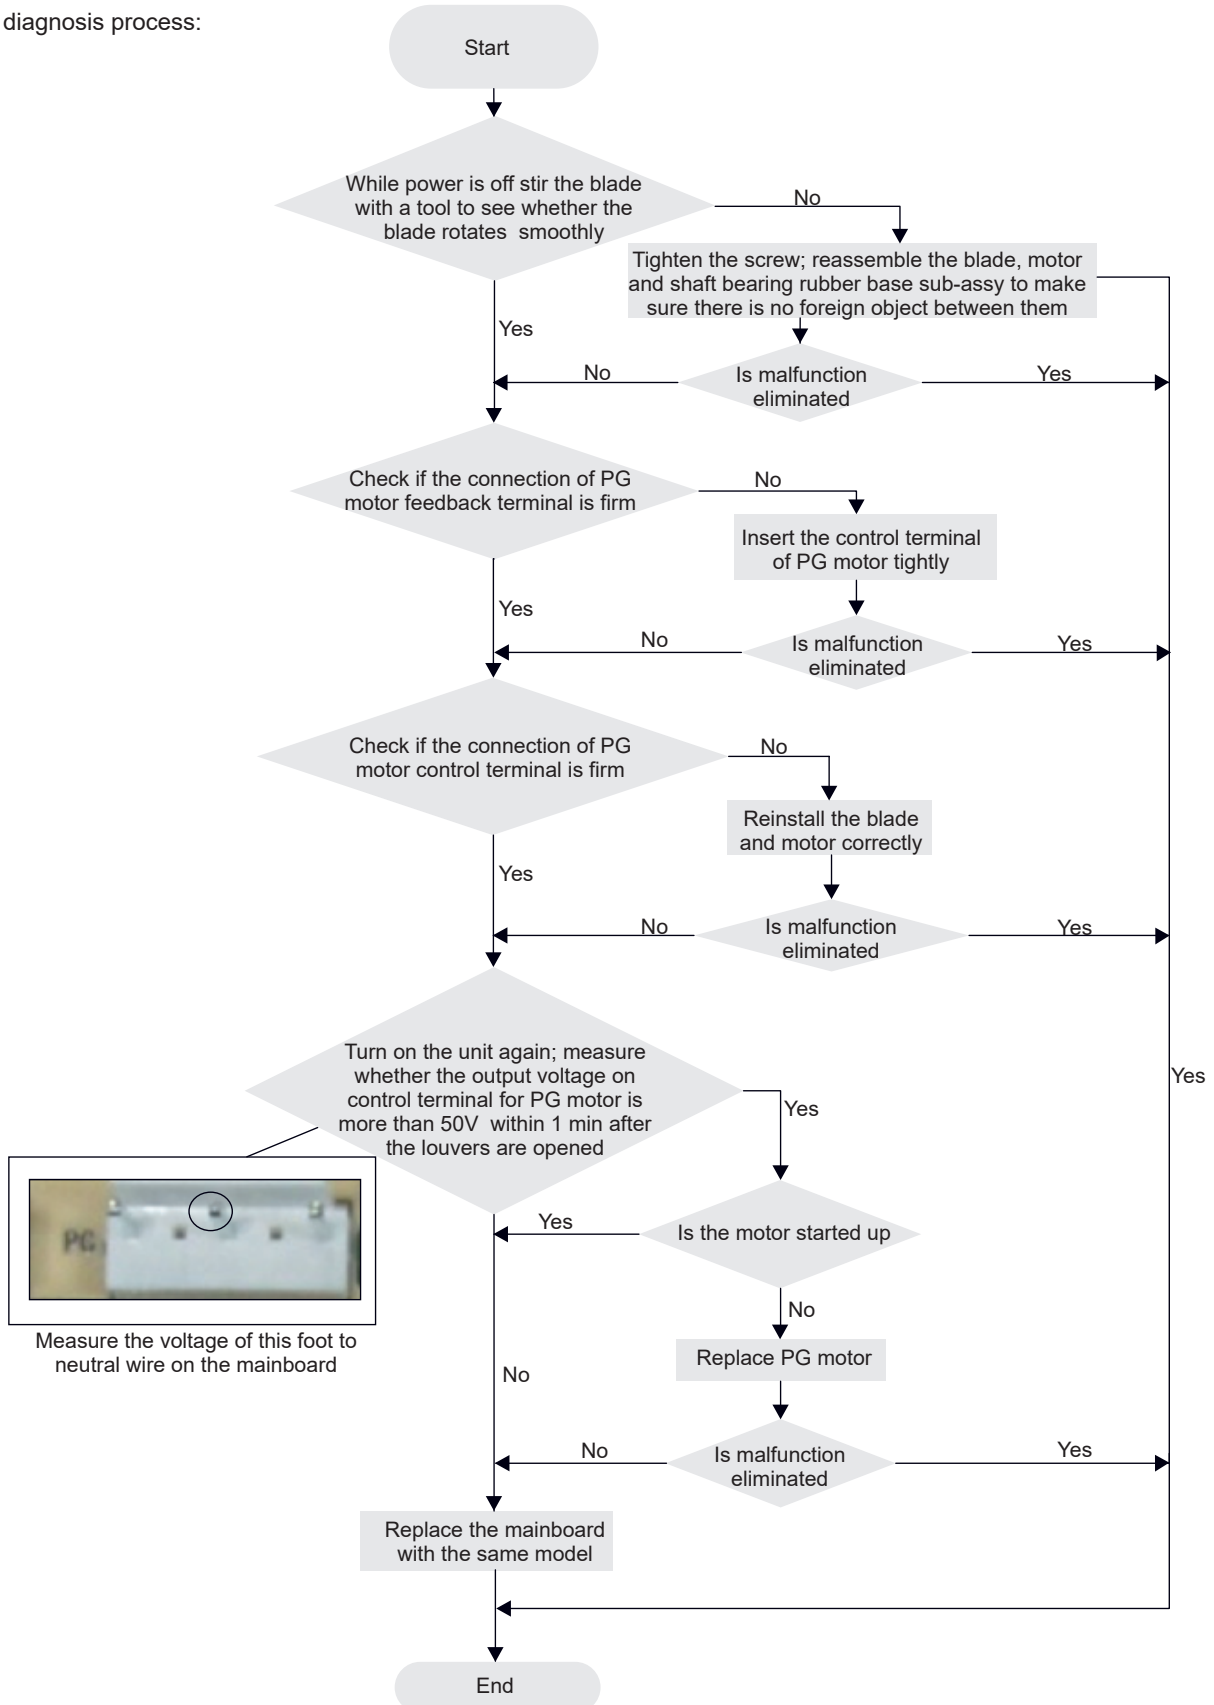 diagnosis process:
Start
While power is off stir the blade
with a tool to see whether the
blade rotates smoothly
No
Tighten the screw; reassemble the blade, motor
and shaft bearing rubber base sub-assy to make
sure there is no foreign object between them
Yes
Is malfunction
eliminated
No
Yes
Check if the connection of PG
motor feedback terminal is firm
No
Insert the control terminal
of PG motor tightly
Yes
Is malfunction
eliminated
No
Yes
Check if the connection of PG
motor control terminal is firm
No
Reinstall the blade
and motor correctly
Yes
Is malfunction
eliminated
No
Yes
Turn on the unit again; measure
whether the output voltage on
control terminal for PG motor is
more than 50V within 1 min after
the louvers are opened
Yes
Yes
PG
Measure the voltage of this foot to
neutral wire on the mainboard
Is the motor started up
Yes
No
Replace PG motor
No
Is malfunction
eliminated
No
Yes
Replace the mainboard
with the same model
End